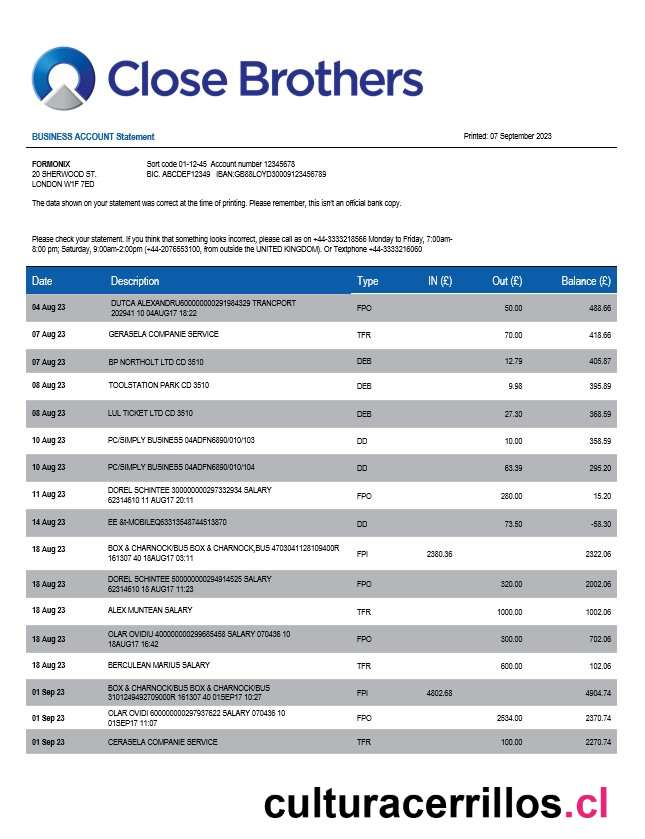 Close Brothers
BUSINESS ACCOUNT Statement Printed: 07 September 2023
FORMONIX Sort code 01-12-45 Account number 12345678
20 SHERWOOD ST. BIC. ABCDEF12349 IBAN:GB88LOYD30009123456789
LONDON W1F 7ED
The data shown on your statement was correct at the time of printing. Please remember, this isn't an official bank copy.
Please check your statement. If you think that something looks incorrect, please call as on +44-3333218566 Monday to Friday, 7:00am-
8:00 pm; Saturday, 9:00am-2:00pm (+44-2076553100, from outside the UNITED KINGDOM). Or Textphone +44-3333216060
Date Description Type IN (£) Out (£) Balance (£)
04 Aug 23 DUTCA ALEXANDRU600000000291984329 TRANCPORT FPO 50.00 488.66
202941 10 04AUG17 18:22
07 Aug 23 GERASELA COMPANIE SERVICE TFR 70.00 418.66
07 Aug 23 BP NORTHOLT LTD CD 3510 DEB 12.79 405.87
08 Aug 23 TOOLSTATION PARK CD 3510 DEB 9.98 395.89
08 Aug 23 LUL TICKET LTD CD 3510 DEB 27.30 368.59
10 Aug 23 PC/SIMPLY BUSINESS 04ADFN6890/010/103 DD 10.00 358.59
10 Aug 23 PC/SIMPLY BUSINESS 04ADFN6890/010/104 DD 63.39 295.20
11 Aug 23 DOREL SCHINTEE 300000000297332934 SALARY FPO 280.00 15.20
62314610 11 AUG17 20:11
14 Aug 23 EE &t-MOBILEQ63313548744513870 DD 73.50 -58.30
18 Aug 23 BOX & CHARNOCK/BUS BOX & CHARNOCK,BUS 4703041128109400R FPI 2380.36 2322.06
161307 40 18AUG17 03:11
18 Aug 23 DOREL SCHINTEE 500000000294914525 SALARY FPO 320.00 2002.06
62314610 18 AUG17 11:23
18 Aug 23 ALEX MUNTEAN SALARY TFR 1000.00 1002.06
18 Aug 23 OLAR OVIDIU 400000000299685458 SALARY 070436 10 FPO 300.00 702.06
18AUG17 16:42
18 Aug 23 BERCULEAN MARIUS SALARY TFR 600.00 102.06
01 Sep 23 BOX & CHARNOCK/BUS BOX & CHARNOCK/BUS FPI 4802.68 4904.74
3101249492709000R 161307 40 01SEP17 10:27
01 Sep 23 OLAR OVIDI 600000000297937622 SALARY 070436 10 FPO 2534.00 2370.74
01SEP17 11:07
01 Sep 23 CERASELA COMPANIE SERVICE TFR 100.00 2270.74
culturacerrillos.cl